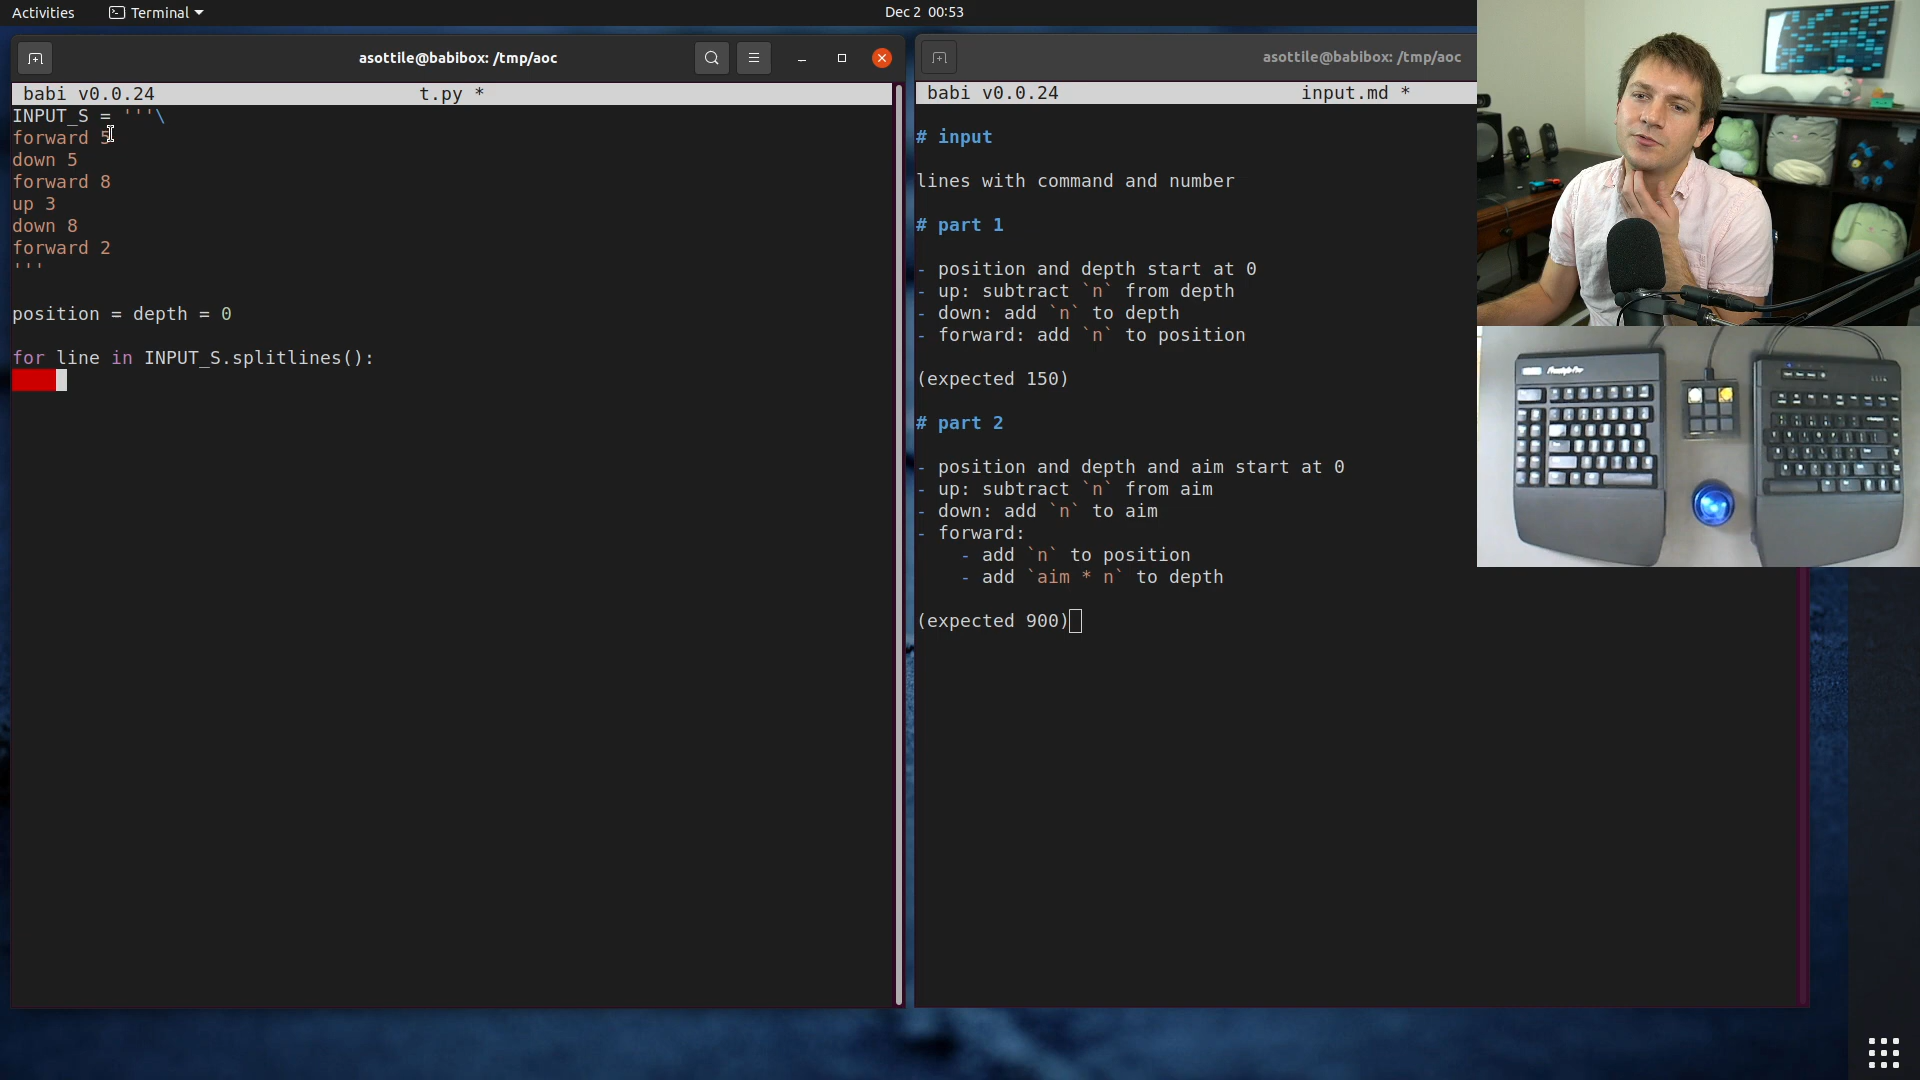 Activities
Terminal
Dec 2 00:53
asottile@babibox: /tmp/aoc
babi v0.0.24 t.py *
INPUT_S = '''\
forward 5
down 5
forward 8
up 3
down 8
forward 2
'''
position = depth = 0
for line in INPUT_S.splitlines():
asottile@babibox: /tmp/aoc
babi v0.0.24 input.md *
# input
lines with command and number
# part 1
- position and depth start at 0
- up: subtract `n` from depth
- down: add `n` to depth
- forward: add `n` to position
(expected 150)
# part 2
- position and depth and aim start at 0
- up: subtract `n` from aim
- down: add `n` to aim
- forward:
- add `n` to position
- add `aim * n` to depth
(expected 900)
Freestyle Pro